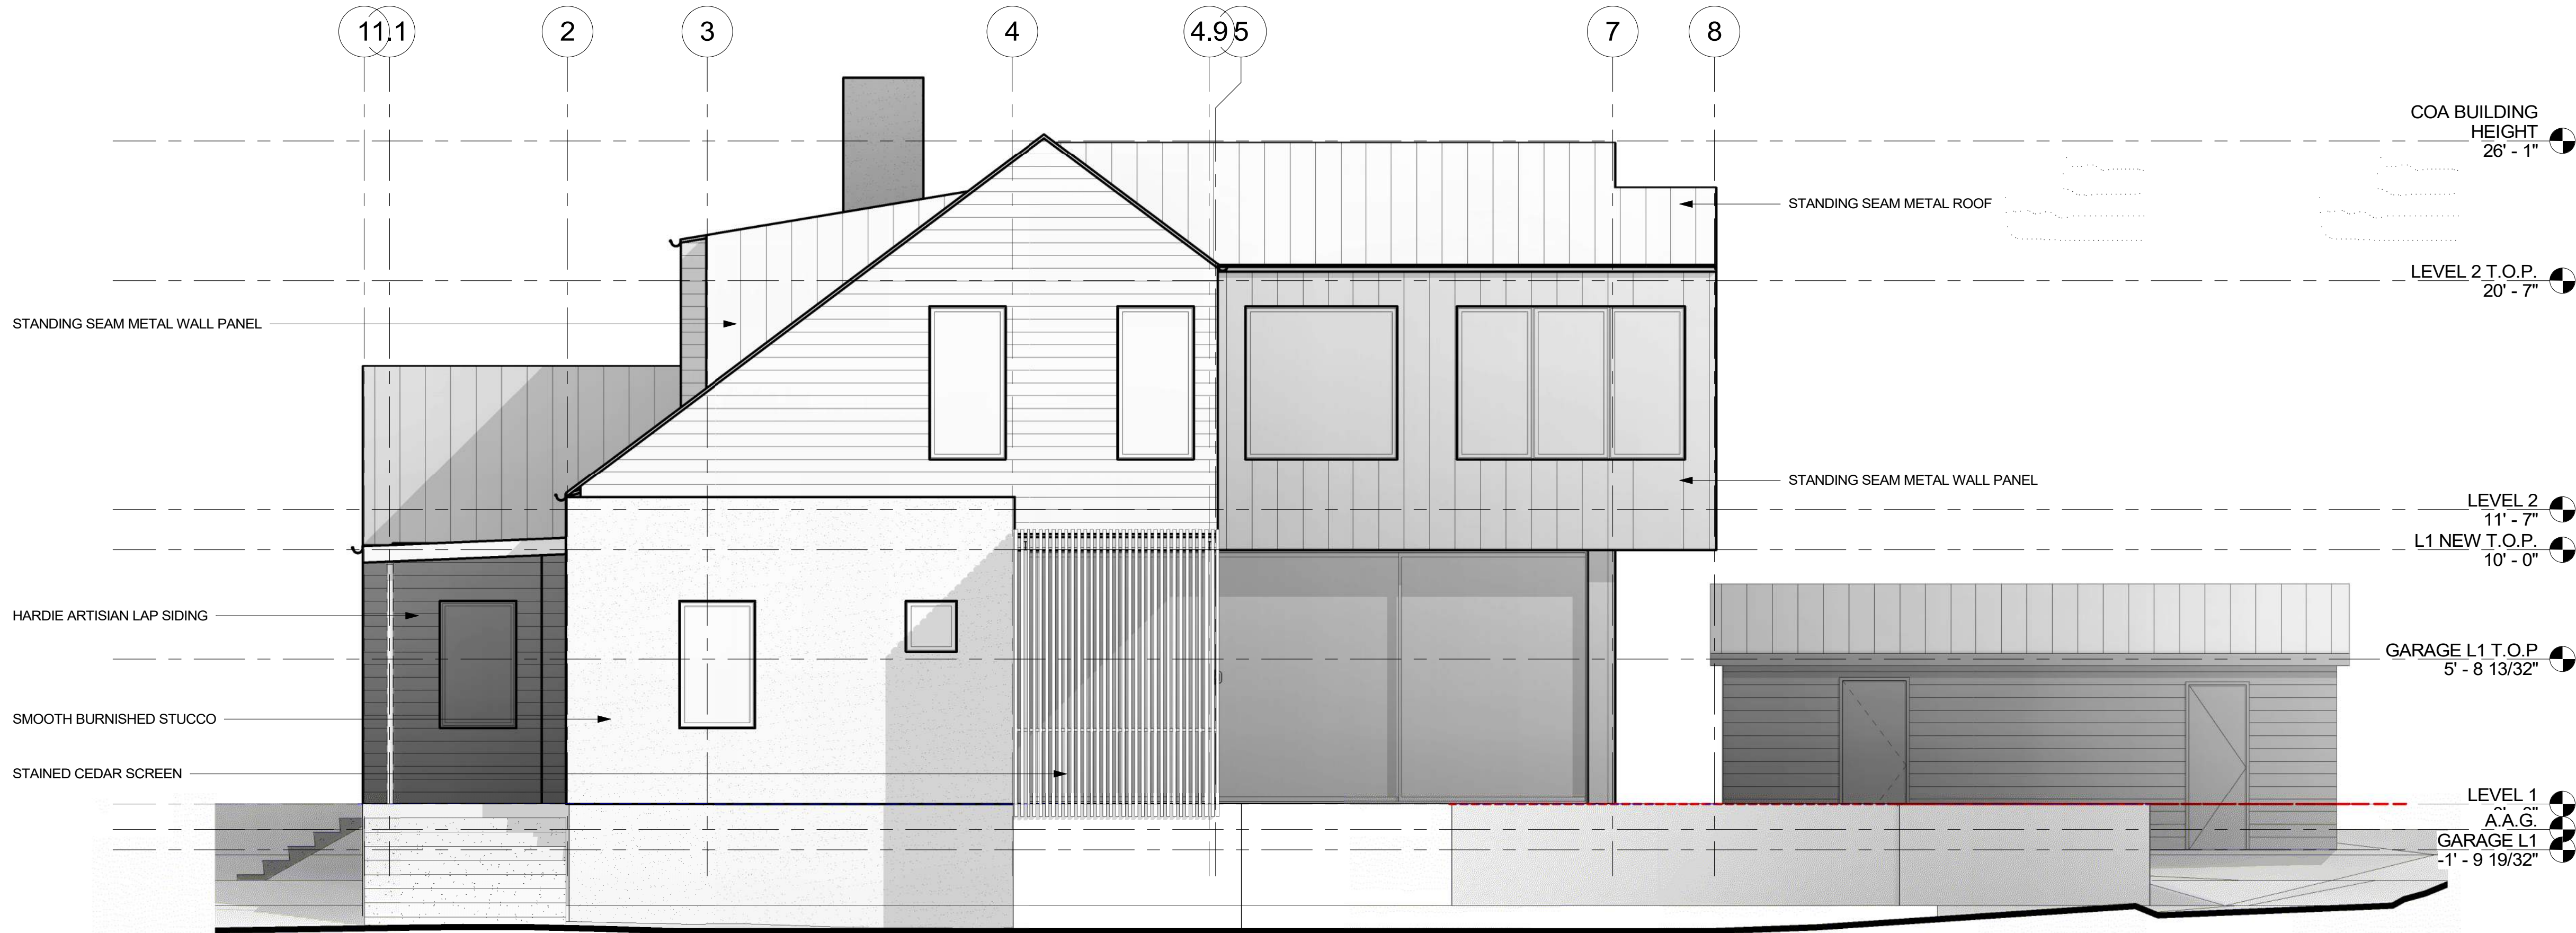 1 1.1 2 3 4 4.9 5 7 8
COA BUILDING
HEIGHT
26' - 1"
STANDING SEAM METAL ROOF
LEVEL 2 T.O.P.
20' - 7"
STANDING SEAM METAL WALL PANEL
STANDING SEAM METAL WALL PANEL
LEVEL 2
11' - 7"
L1 NEW T.O.P.
10' - 0"
HARDIE ARTISIAN LAP SIDING
GARAGE L1 T.O.P
5' - 8 13/32"
SMOOTH BURNISHED STUCCO
STAINED CEDAR SCREEN
LEVEL 1
A.A.G.
GARAGE L1
-1' - 9 19/32"